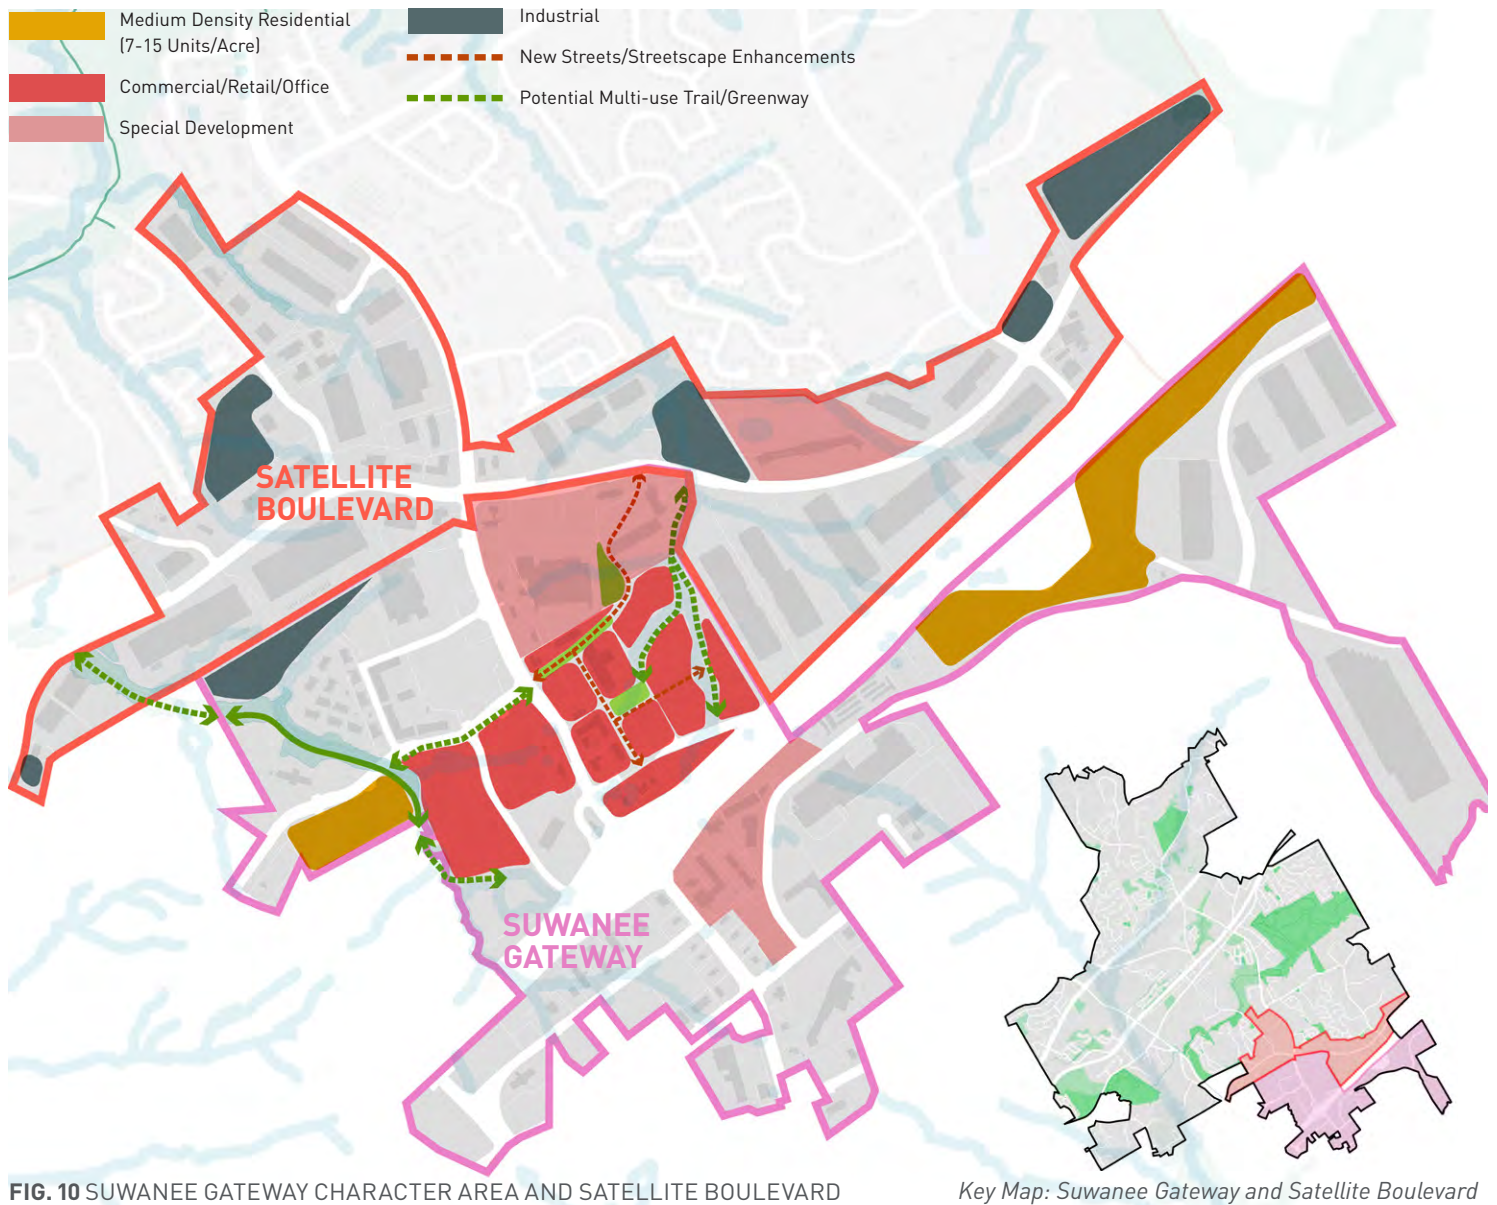 Medium Density Residential
(7-15 Units/Acre)
Commercial/Retail/Office
Special Development
Industrial
New Streets/Streetscape Enhancements
Potential Multi-use Trail/Greenway
SATELLITE
BOULEVARD
SUWANEE
GATEWAY
FIG. 10 SUWANEE GATEWAY CHARACTER AREA AND SATELLITE BOULEVARD
Key Map: Suwanee Gateway and Satellite Boulevard